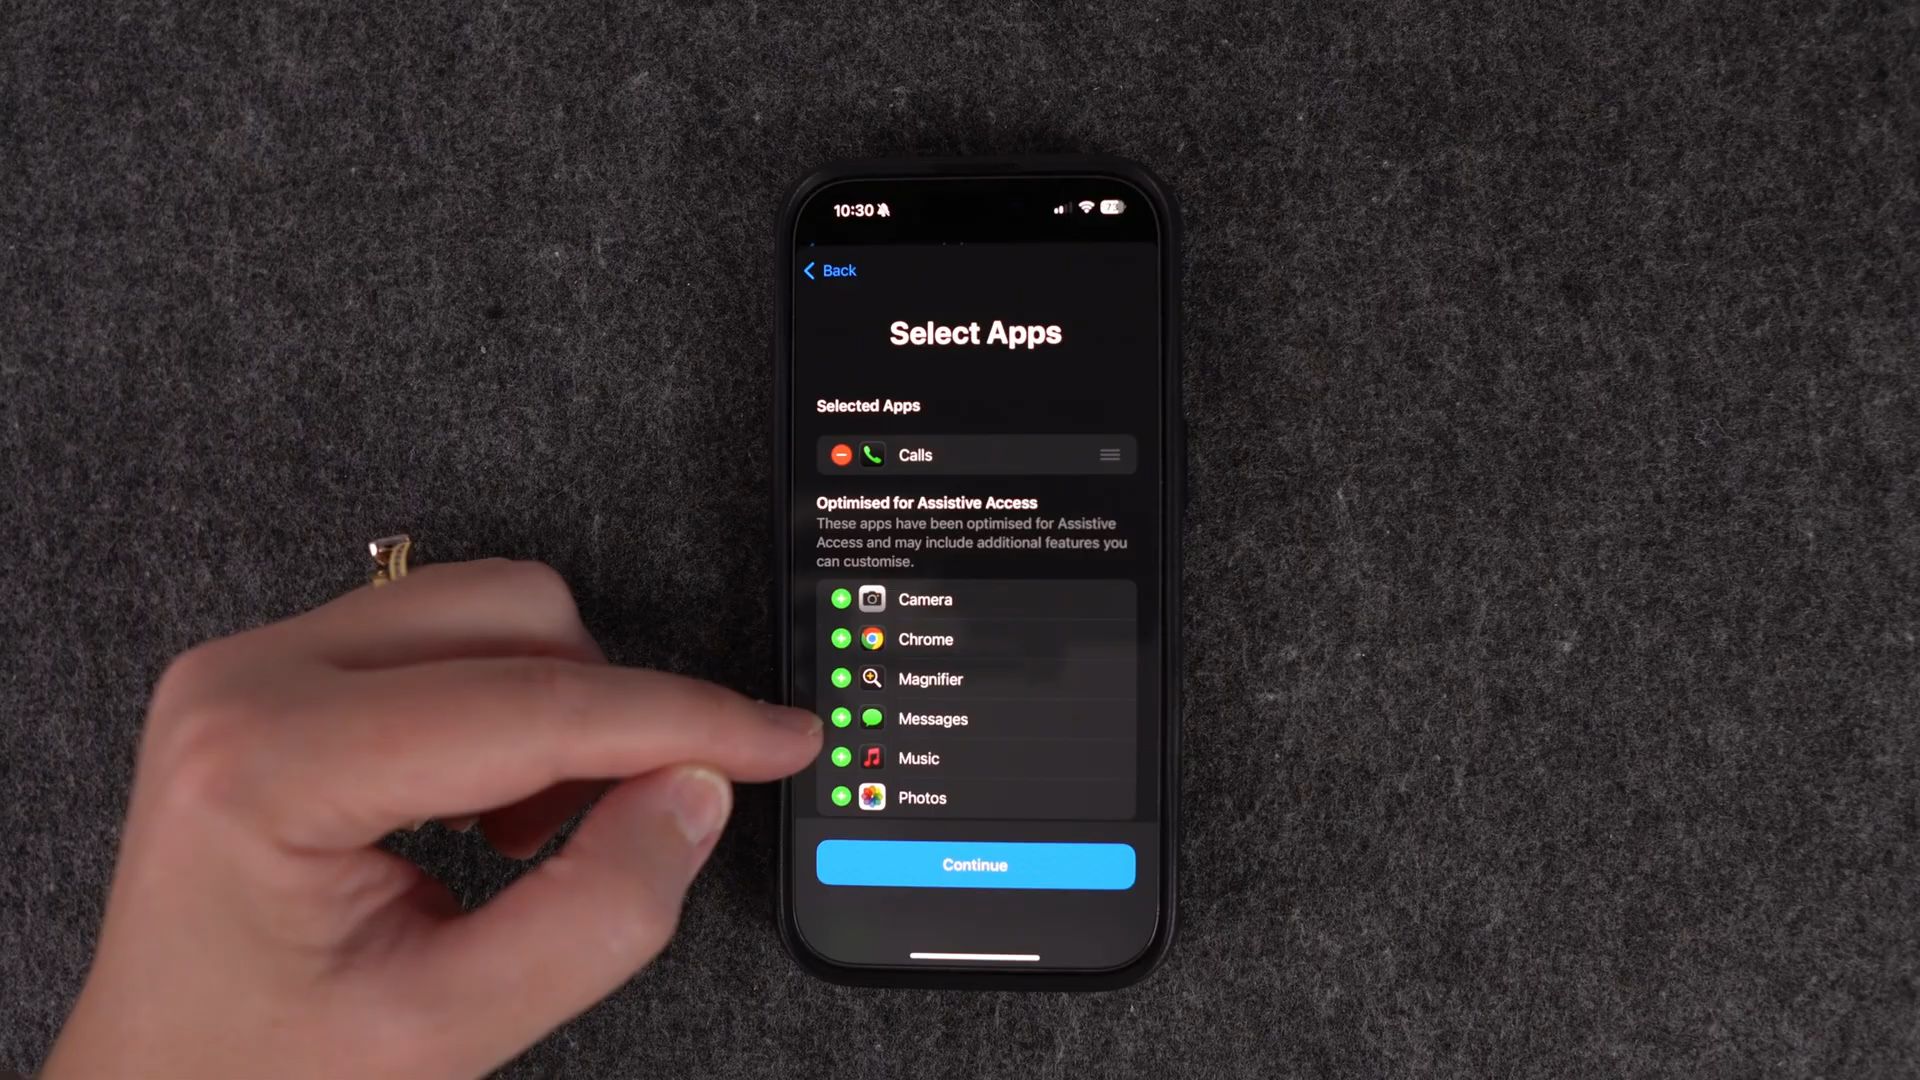 10:30
73
Back
Select Apps
Selected Apps
Calls
Optimised for Assistive Access
These apps have been optimised for Assistive
Access and may include additional features you
can customise.
Camera
Chrome
Magnifier
Messages
Music
Photos
Continue